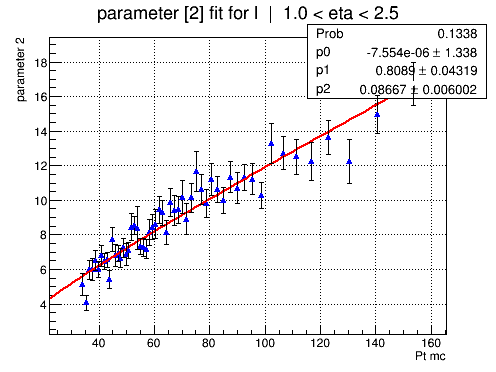 parameter [2] fit for I | 1.0 < eta < 2.5
Prob 0.1338
p0 -7.554e-06 ± 1.338
p1 0.8089 ± 0.04319
p2 0.08667 ± 0.006002
parameter 2
18
16
14
12
10
8
6
4
40 60 80 100 120 140 160
Pt mc